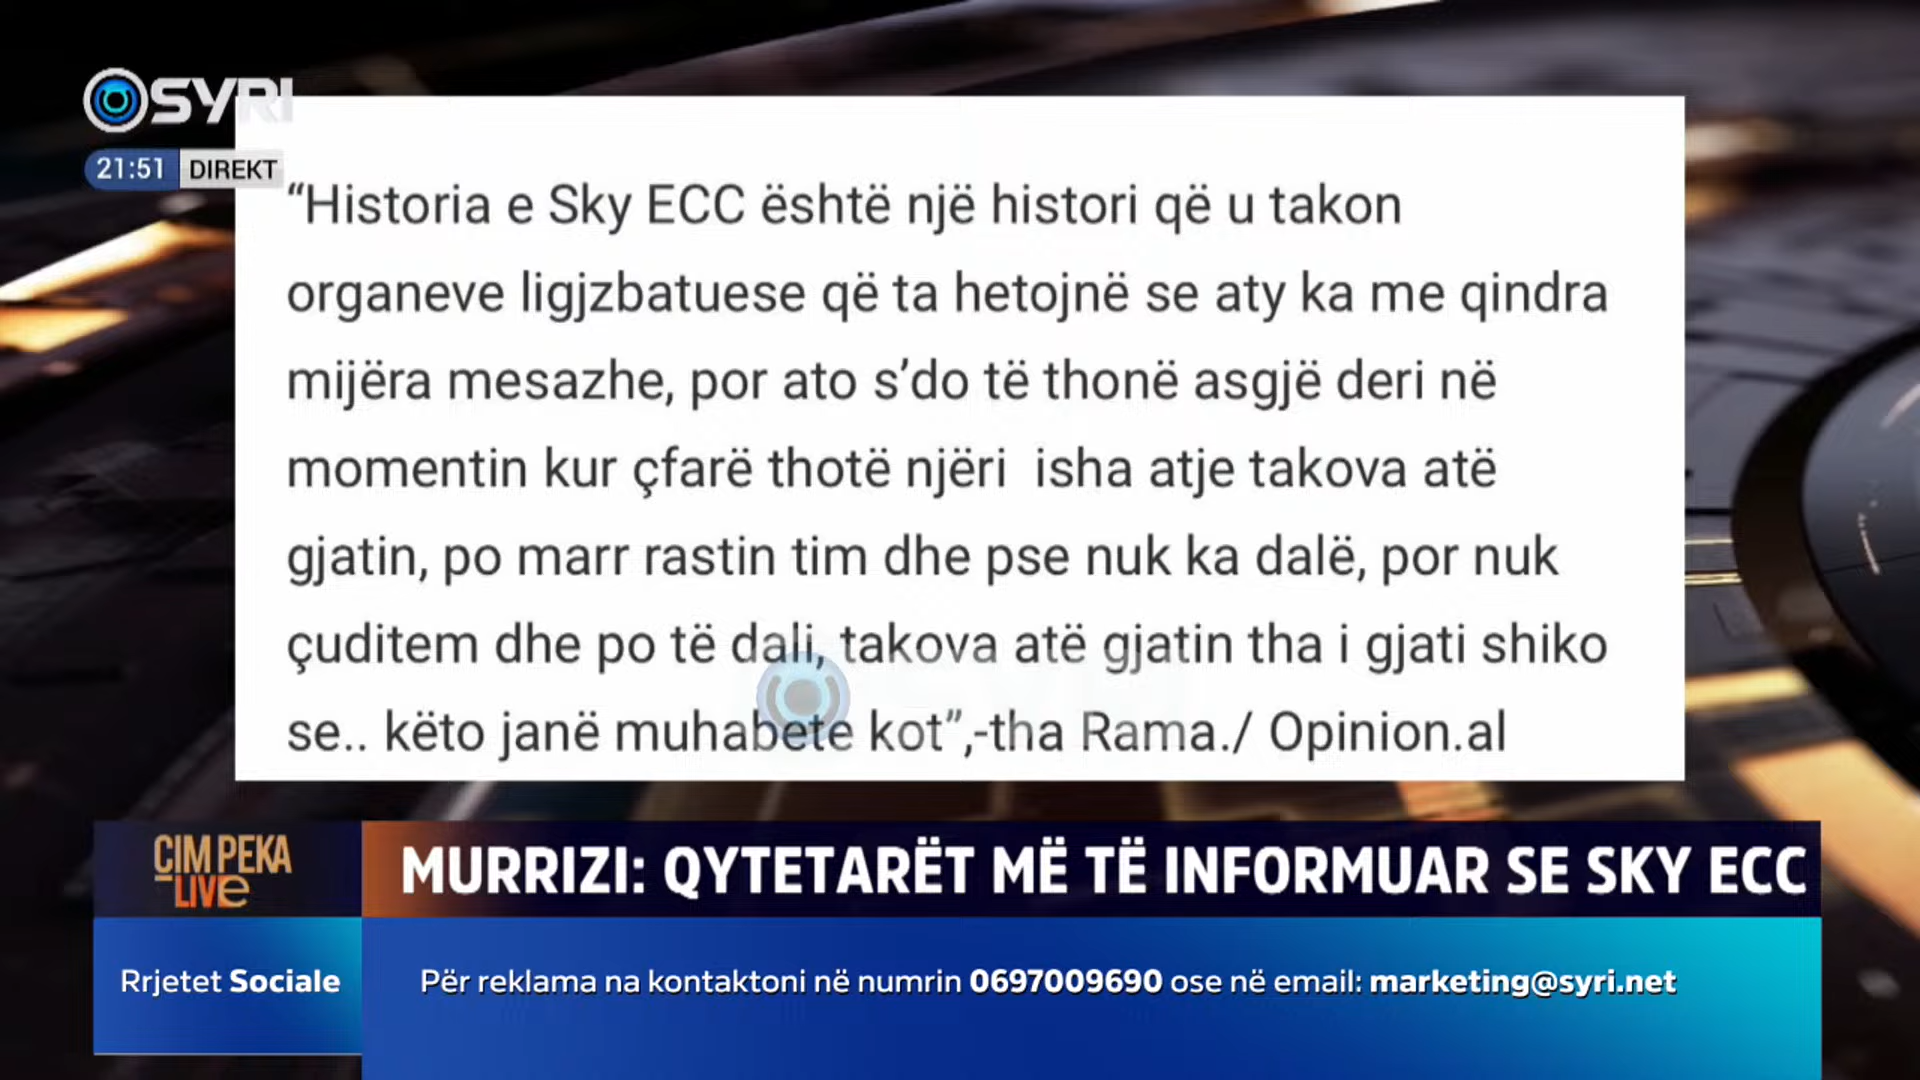 SYRI
21:51 DIREKT
“Historia e Sky ECC është një histori që u takon
organeve ligjzbatuese që ta hetojnë se aty ka me qindra
mijëra mesazhe, por ato s’do të thonë asgjë deri në
momentin kur çfarë thotë njëri  isha atje takova atë
gjatin, po marr rastin tim dhe pse nuk ka dalë, por nuk
çuditem dhe po të dali, takova atë gjatin tha i gjati shiko
se.. këto janë muhabete kot”,-tha Rama./ Opinion.al
ÇIM PEKA
LIVE
MURRIZI: QYTETARËT MË TË INFORMUAR SE SKY ECC
Rrjetet Sociale
Për reklama na kontaktoni në numrin 0697009690 ose në email: marketing@syri.net